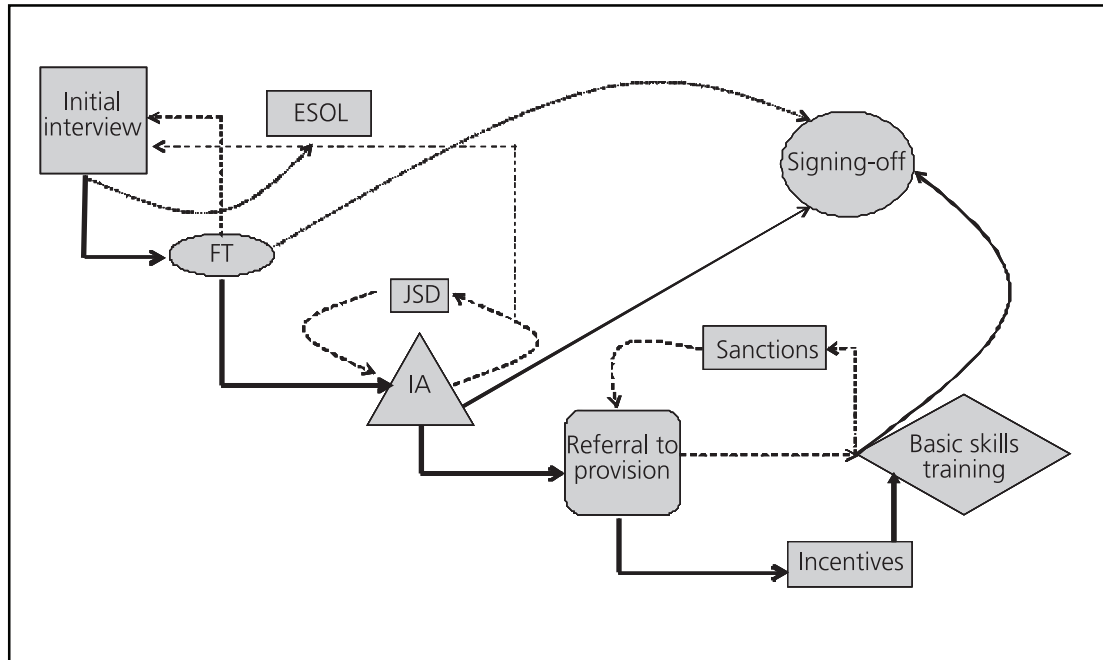 Initial
interview
ESOL
Signing-off
FT
JSD
IA
Sanctions
Referral to
provision
Basic skills
training
Incentives